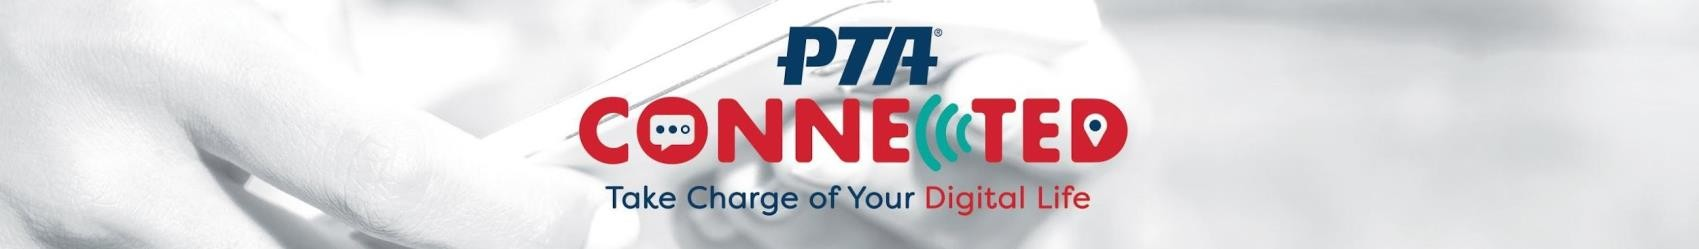 PTA®
CONNECTED
Take Charge of Your Digital Life